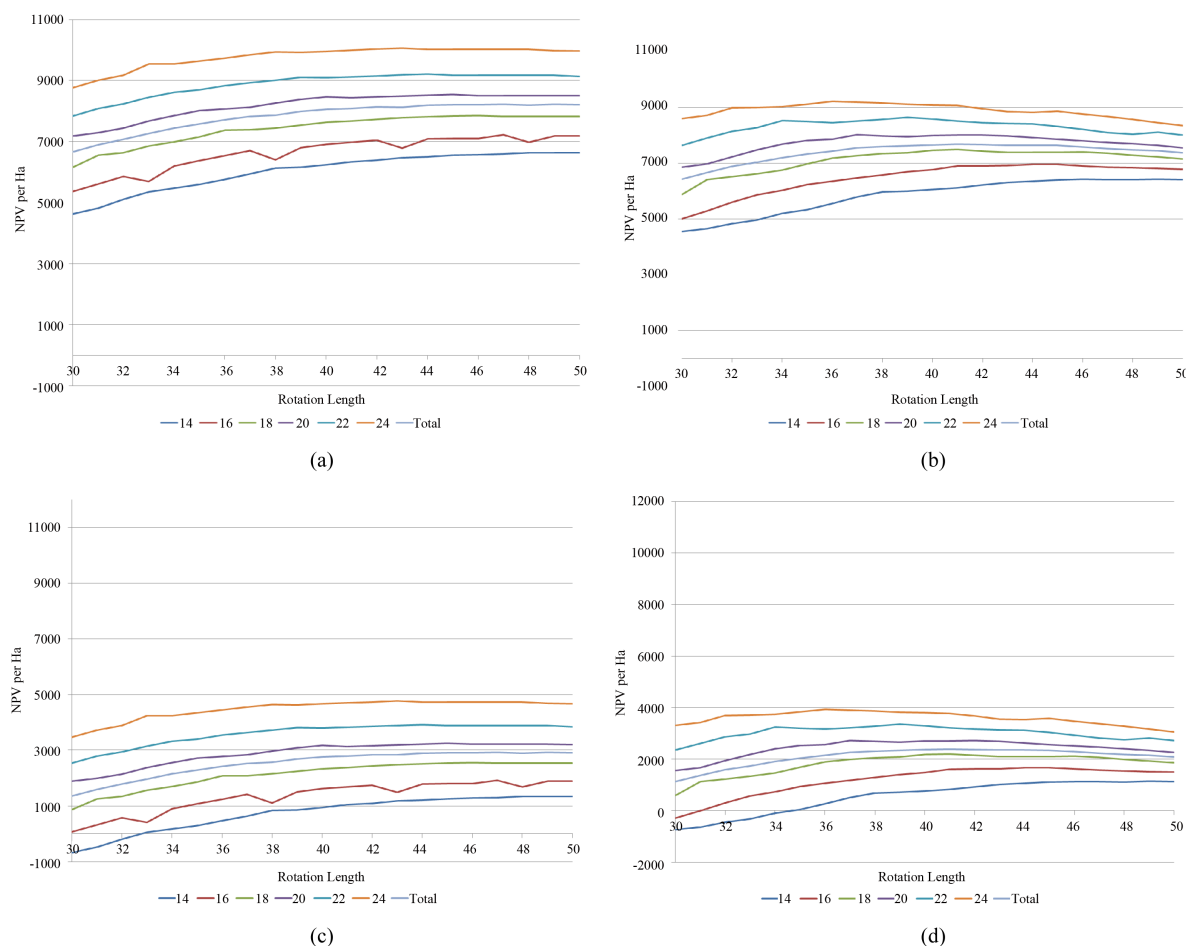 11000
9000
7000
5000
3000
1000
-1000
NPV per Ha
30 32 34 36 38 40 42 44 46 48 50
Rotation Length
14 16 18 20 22 24 Total
(a)
11000
9000
7000
5000
3000
1000
-1000
NPV per Ha
30 32 34 36 38 40 42 44 46 48 50
Rotation Length
14 16 18 20 22 24 Total
(b)
11000
9000
7000
5000
3000
1000
-1000
NPV per Ha
30 32 34 36 38 40 42 44 46 48 50
Rotation Length
14 16 18 20 22 24 Total
(c)
12000
10000
8000
6000
4000
2000
0
-2000
NPV per Ha
30 32 34 36 38 40 42 44 46 48 50
Rotation Length
14 16 18 20 22 24 Total
(d)